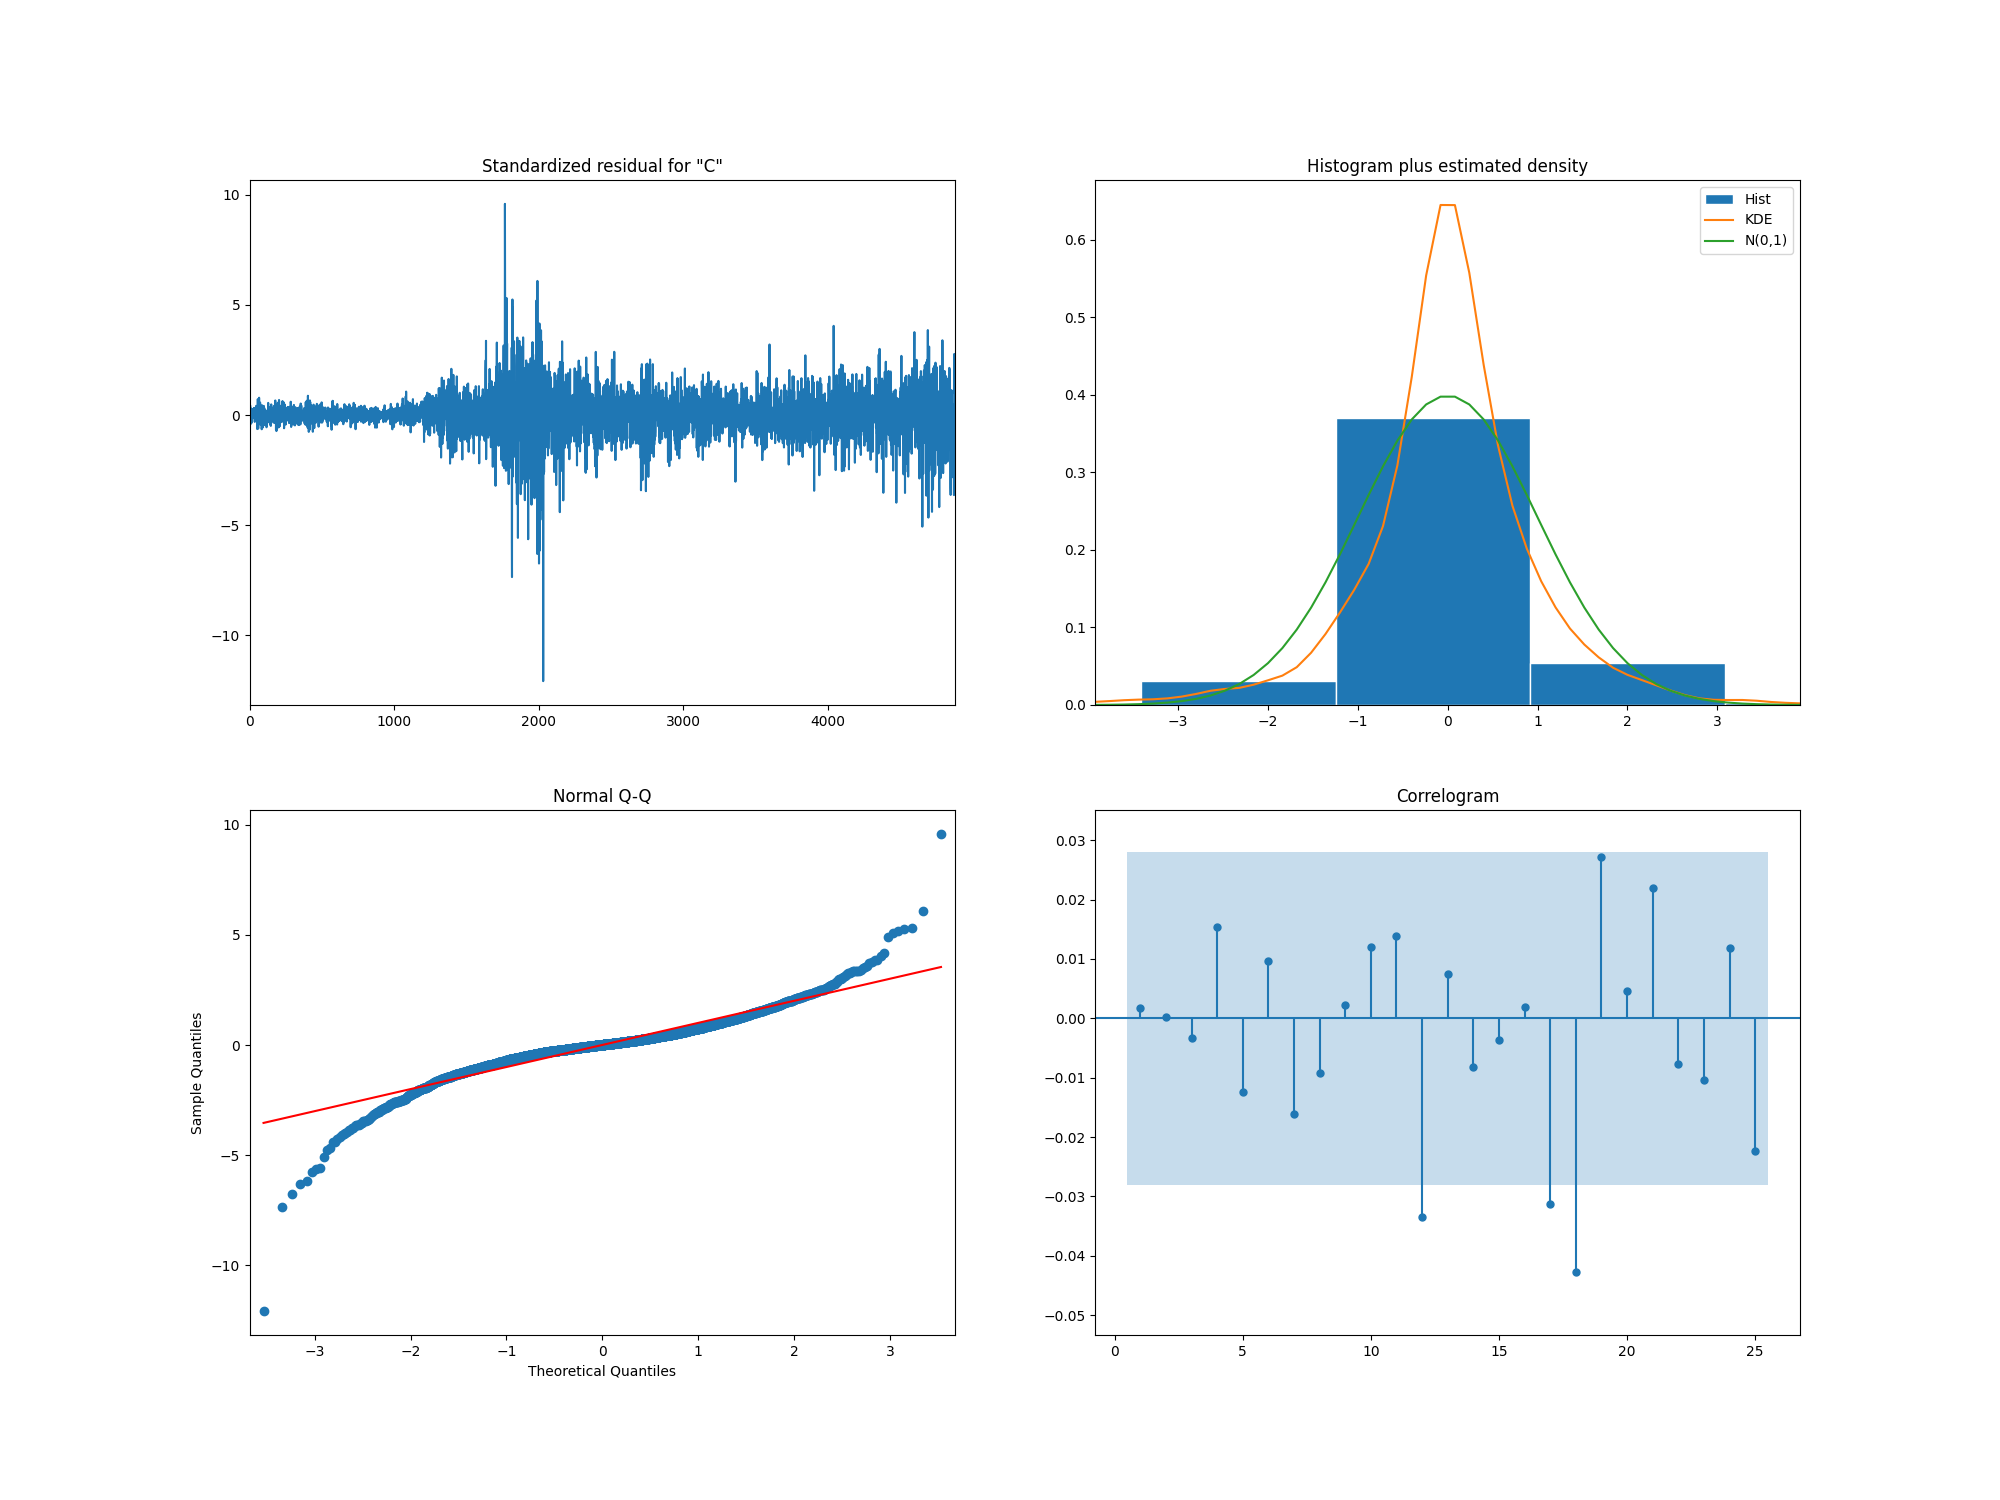 Standardized residual for "C"
10
5
0
−5
−10
0 1000 2000 3000 4000
Histogram plus estimated density
Hist
KDE
N(0,1)
0.6
0.5
0.4
0.3
0.2
0.1
0.0
−3 −2 −1 0 1 2 3
Normal Q-Q
10
5
0
−5
−10
Sample Quantiles
−3 −2 −1 0 1 2 3
Theoretical Quantiles
Correlogram
0.03
0.02
0.01
0.00
−0.01
−0.02
−0.03
−0.04
−0.05
0 5 10 15 20 25